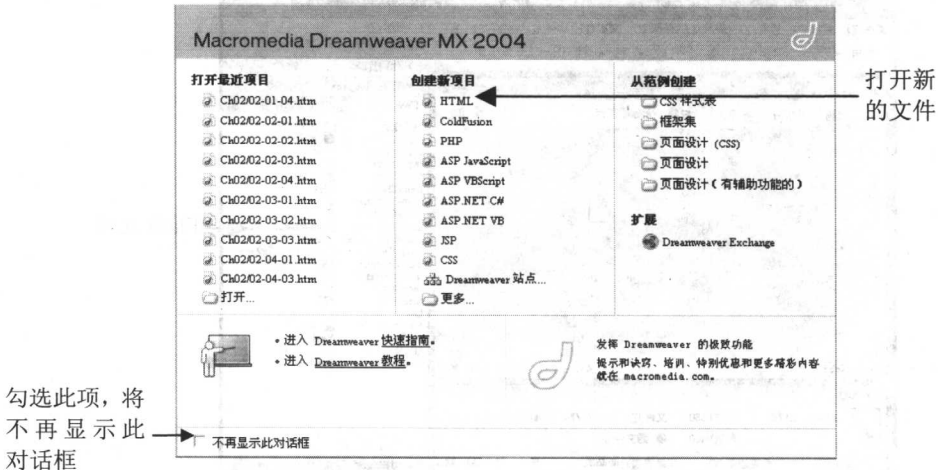 Macromedia Dreamweaver MX 2004
打开最近项目
Ch02/02-01-04.htm
Ch02/02-02-01.htm
Ch02/02-02-02.htm
Ch02/02-02-03.htm
Ch02/02-02-04.htm
Ch02/02-03-01.htm
Ch02/02-03-02.htm
Ch02/02-03-03.htm
Ch02/02-04-01.htm
Ch02/02-04-03.htm
打开...
创建新项目
HTML
ColdFusion
PHP
ASP JavaScript
ASP VBScript
ASP.NET C#
ASP.NET VB
JSP
CSS
Dreamweaver 站点...
更多...
从范例创建
CSS 样式表
框架集
页面设计 (CSS)
页面设计
页面设计(有辅助功能的)
扩展
Dreamweaver Exchange
打开新
的文件
• 进入 Dreamweaver 快速指南。
• 进入 Dreamweaver 教程。
发挥 Dreamweaver 的极致功能
提示和诀窍、培训、特别优惠和更多精彩内容
就在 macromedia.com。
勾选此项，将
不再显示此
对话框
不再显示此对话框